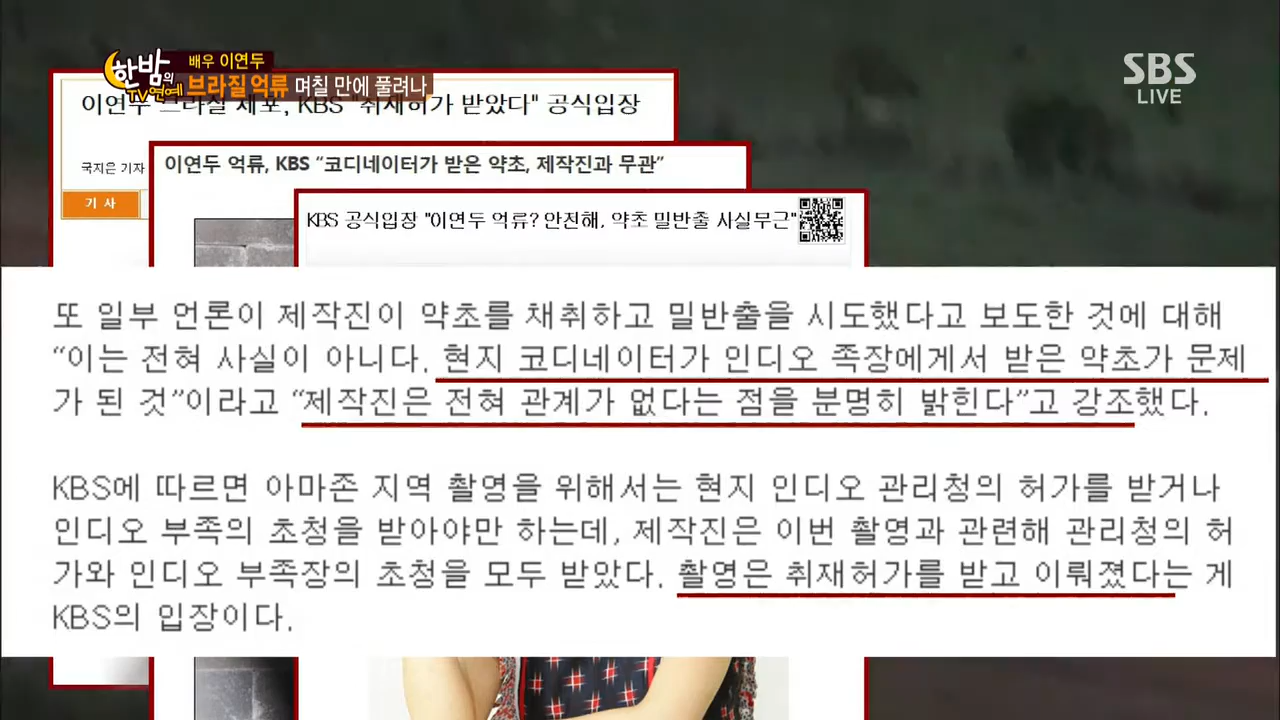 한밤의
TV연예
배우 이연두
브라질 억류 며칠 만에 풀려나
SBS
LIVE
이연두 브라질 체포, KBS "취재허가 받았다" 공식입장
국지은 기자
기 사
이연두 억류, KBS “코디네이터가 받은 약초, 제작진과 무관”
KBS 공식입장 "이연두 억류? 안전해, 약초 밀반출 사실무근"
또 일부 언론이 제작진이 약초를 채취하고 밀반출을 시도했다고 보도한 것에 대해
“이는 전혀 사실이 아니다. 현지 코디네이터가 인디오 족장에게서 받은 약초가 문제
가 된 것”이라고 “제작진은 전혀 관계가 없다는 점을 분명히 밝힌다”고 강조했다.
KBS에 따르면 아마존 지역 촬영을 위해서는 현지 인디오 관리청의 허가를 받거나
인디오 부족의 초청을 받아야만 하는데, 제작진은 이번 촬영과 관련해 관리청의 허
가와 인디오 부족장의 초청을 모두 받았다. 촬영은 취재허가를 받고 이뤄졌다는 게
KBS의 입장이다.